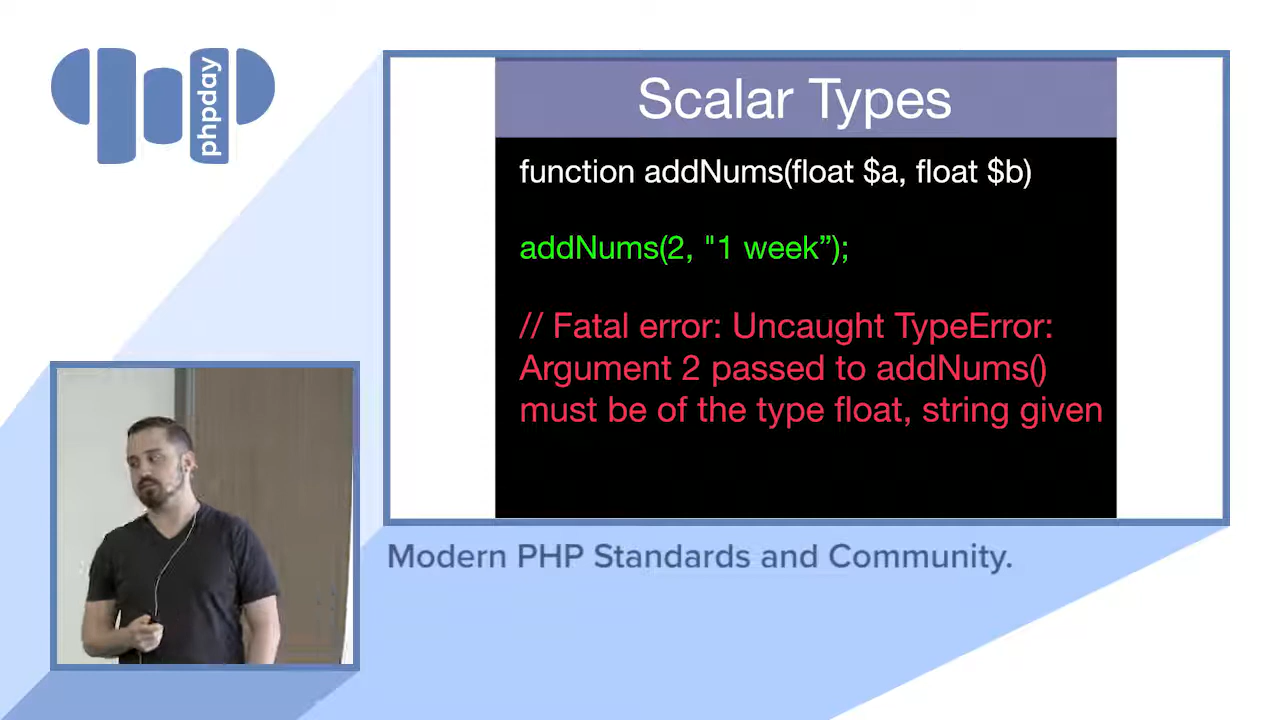 phpday
Scalar Types
function addNums(float $a, float $b)
addNums(2, "1 week”);
// Fatal error: Uncaught TypeError:
Argument 2 passed to addNums()
must be of the type float, string given
Modern PHP Standards and Community.